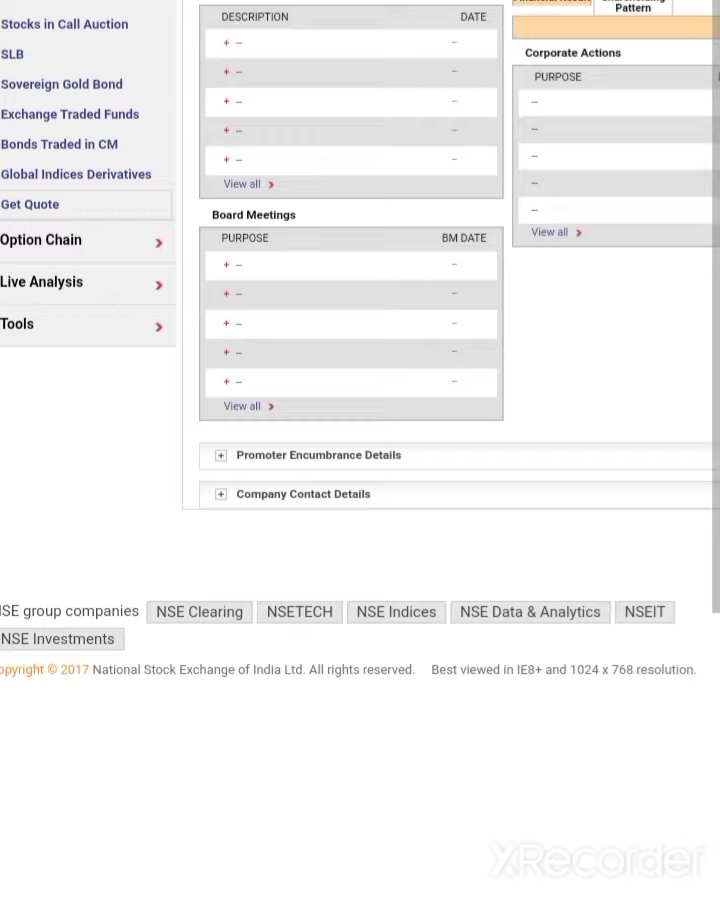 Stocks in Call Auction
SLB
Sovereign Gold Bond
Exchange Traded Funds
Bonds Traded in CM
Global Indices Derivatives
Get Quote
Option Chain
Live Analysis
Tools
DESCRIPTION DATE
+ -- --
+ -- --
+ -- --
+ -- --
+ -- --
View all
Board Meetings
PURPOSE BM DATE
+ -- --
+ -- --
+ -- --
+ -- --
+ -- --
View all
Pattern
Corporate Actions
PURPOSE
--
--
--
--
--
View all
+ Promoter Encumbrance Details
+ Company Contact Details
NSE group companies NSE Clearing NSETECH NSE Indices NSE Data & Analytics NSEIT
NSE Investments
opyright © 2017 National Stock Exchange of India Ltd. All rights reserved. Best viewed in IE8+ and 1024 x 768 resolution.
XRecorder